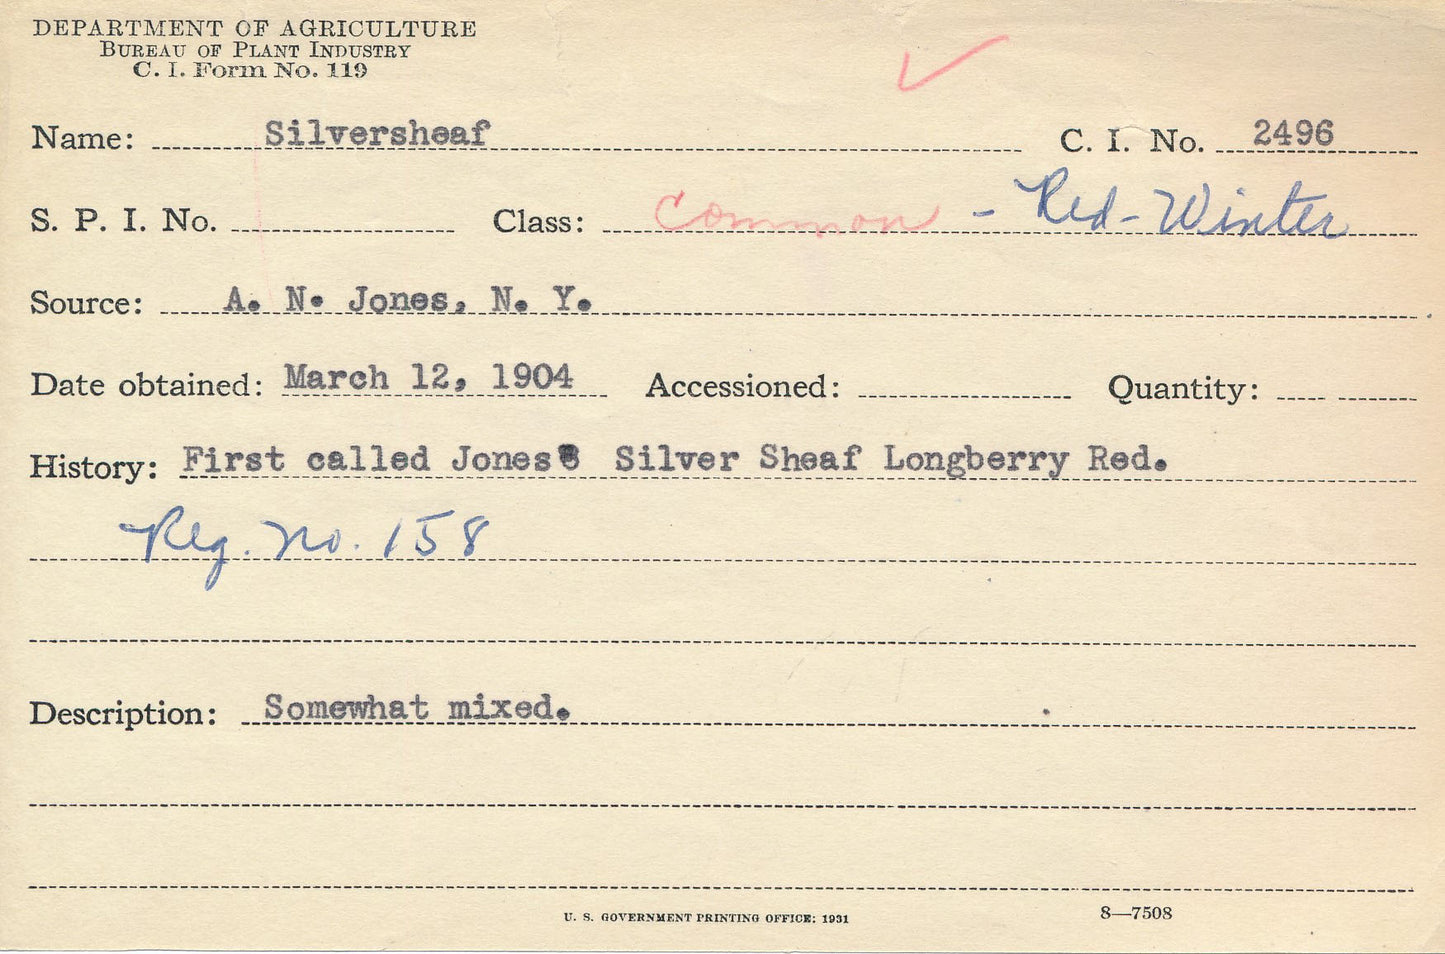 DEPARTMENT OF AGRICULTURE
BUREAU OF PLANT INDUSTRY
C. I. Form No. 119
Name: Silversheaf C. I. No. 2496
S. P. I. No. Class: Common - Red-Winter
Source: A. N. Jones, N. Y.
Date obtained: March 12, 1904 Accessioned: Quantity:
History: First called Jones' Silver Sheaf Longberry Red.
Reg. No. 158
Description: Somewhat mixed.
U. S. GOVERNMENT PRINTING OFFICE: 1931 8—7508